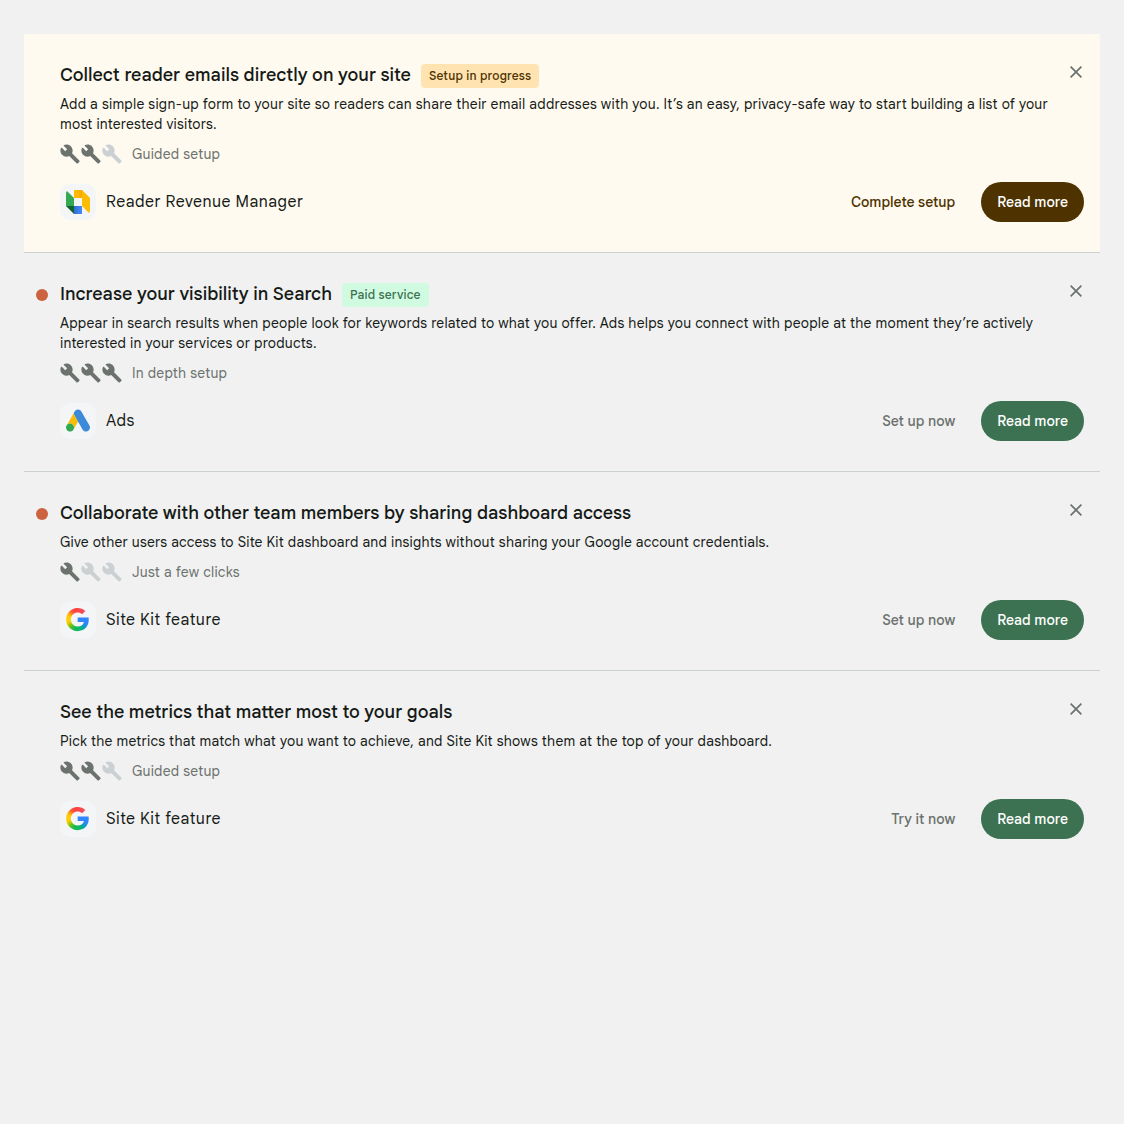 Collect reader emails directly on your site Setup in progress
Add a simple sign-up form to your site so readers can share their email addresses with you. It’s an easy, privacy-safe way to start building a list of your
most interested visitors.
Guided setup
Reader Revenue Manager Complete setup Read more
Increase your visibility in Search Paid service
Appear in search results when people look for keywords related to what you offer. Ads helps you connect with people at the moment they’re actively
interested in your services or products.
In depth setup
Ads Set up now Read more
Collaborate with other team members by sharing dashboard access
Give other users access to Site Kit dashboard and insights without sharing your Google account credentials.
Just a few clicks
Site Kit feature Set up now Read more
See the metrics that matter most to your goals
Pick the metrics that match what you want to achieve, and Site Kit shows them at the top of your dashboard.
Guided setup
Site Kit feature Try it now Read more